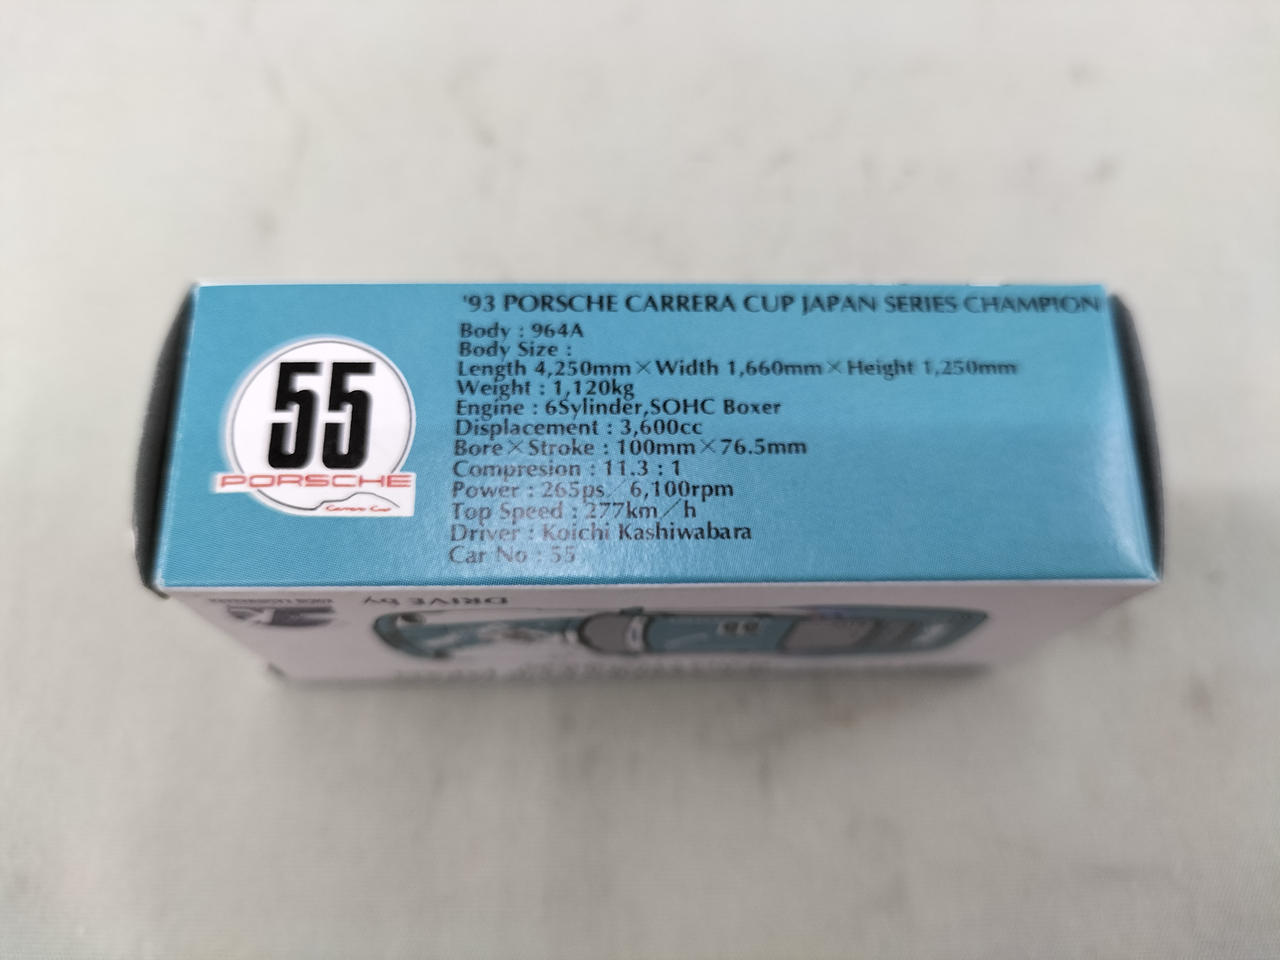 '93 PORSCHE CARRERA CUP JAPAN SERIES CHAMPION
Body : 964A
Body Size :
Length 4,250mm×Width 1,660mm×Height 1,250mm
Weight : 1,120kg
Engine : 6Sylinder,SOHC Boxer
Displacement : 3,600cc
Bore×Stroke : 100mm×76.5mm
Compresion : 11.3 : 1
Power : 265ps／6,100rpm
Top Speed : 277km／h
Driver : Koichi Kashiwabara
Car No : 55
55
PORSCHE
Carrera Cup
DRIVE by